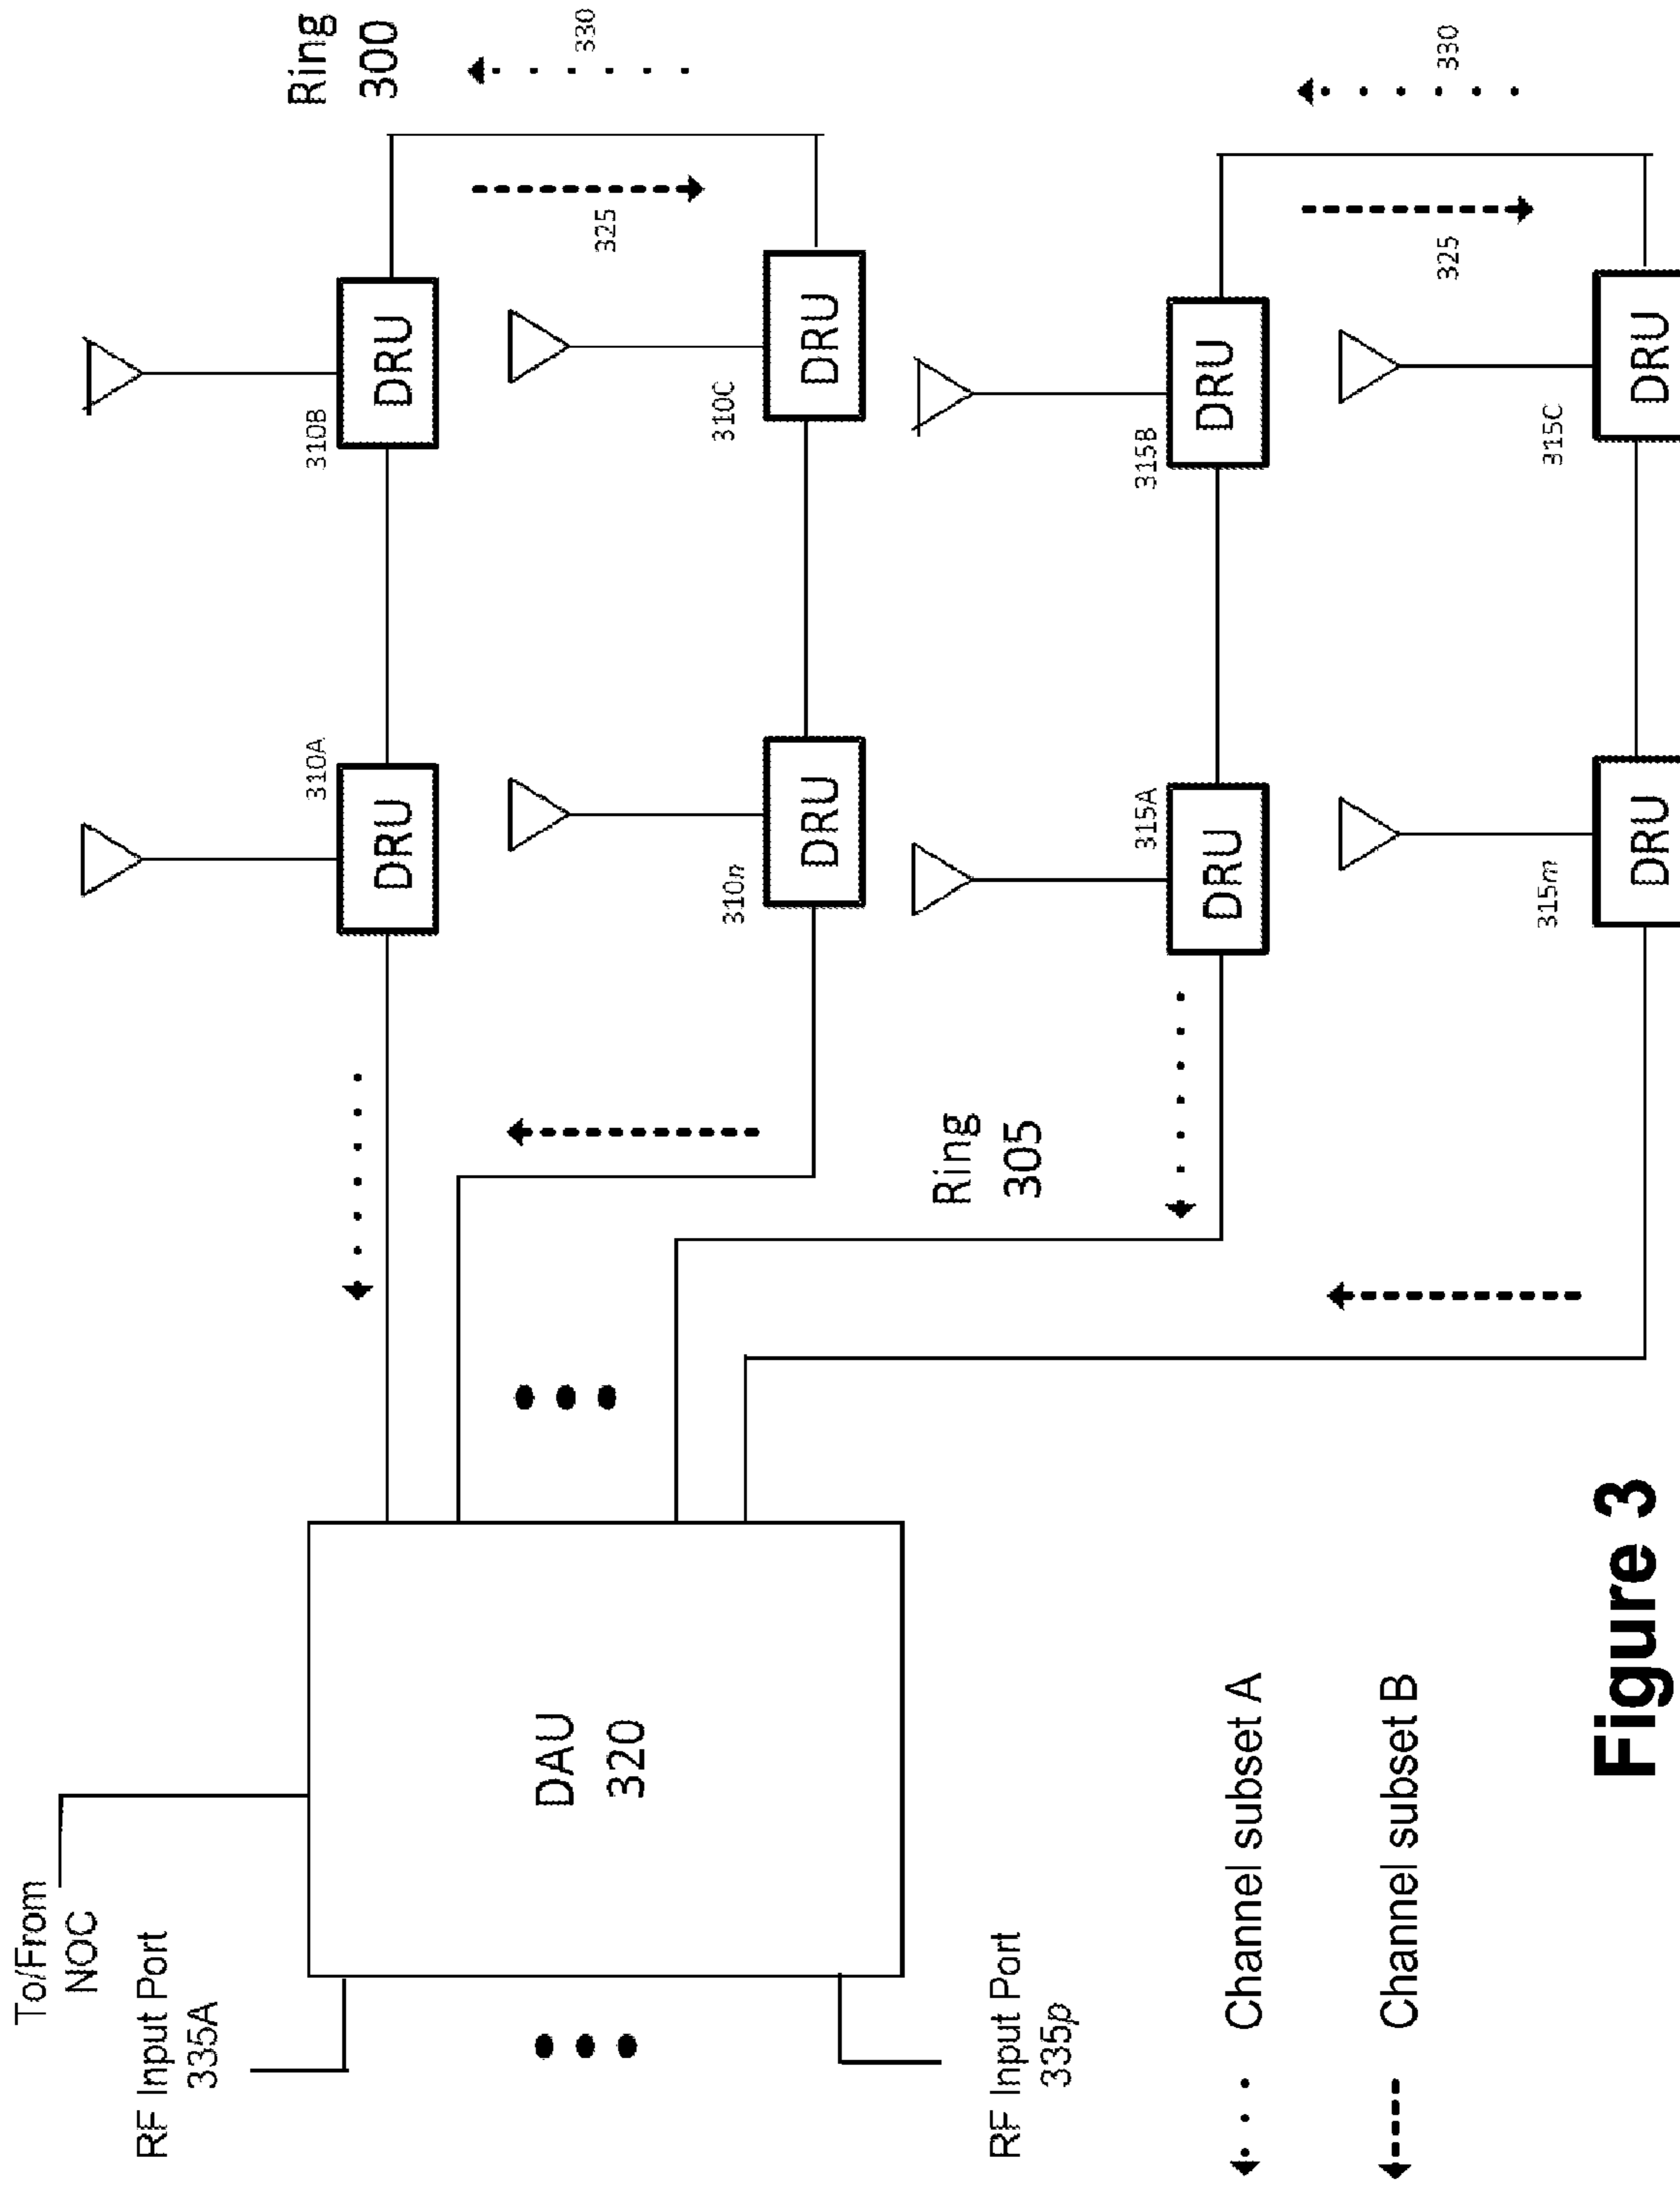 To/From
NOC
RF Input Port
335A
Ring
300
310A
310B
DRU
DRU
DAU
320
325
330
310n
310C
DRU
DRU
Ring
305
RF Input Port
335p
315A
315B
DRU
DRU
Channel subset A
Channel subset B
325
330
315m
315C
DRU
DRU
Figure 3